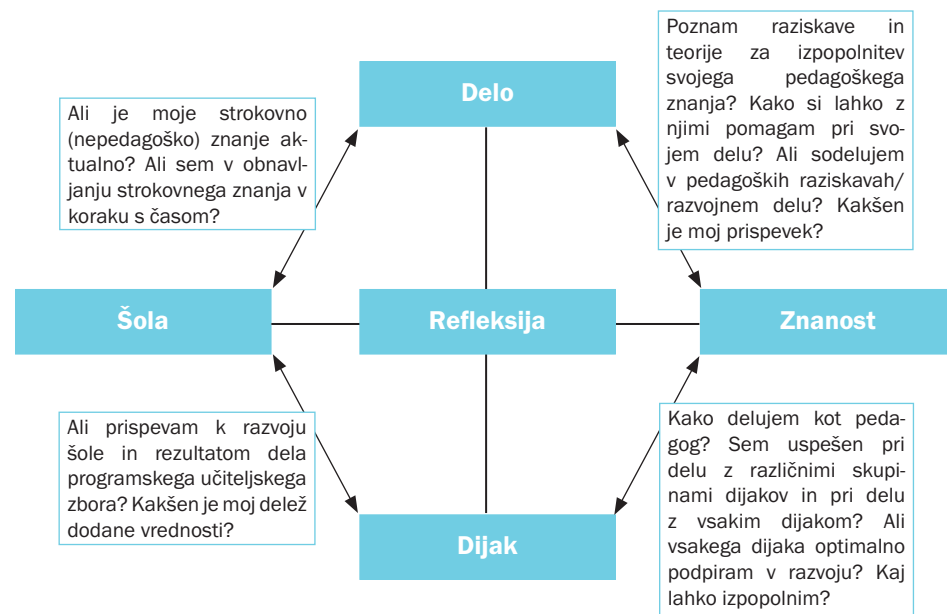 Delo
Ali je moje strokovno
(nepedagoško) znanje ak-
tualno? Ali sem v obnavl-
janju strokovnega znanja v
koraku s časom?
Poznam raziskave in
teorije za izpopolnitev
svojega pedagoškega
znanja? Kako si lahko z
njimi pomagam pri svo-
jem delu? Ali sodelujem
v pedagoških raziskavah/
razvojnem delu? Kakšen
je moj prispevek?
Šola
Refleksija
Znanost
Ali prispevam k razvoju
šole in rezultatom dela
programskega učiteljskega
zbora? Kakšen je moj delež
dodane vrednosti?
Kako delujem kot peda-
gog? Sem uspešen pri
delu z različnimi skupi-
nami dijakov in pri delu
z vsakim dijakom? Ali
vsakega dijaka optimalno
podpiram v razvoju? Kaj
lahko izpopolnim?
Dijak